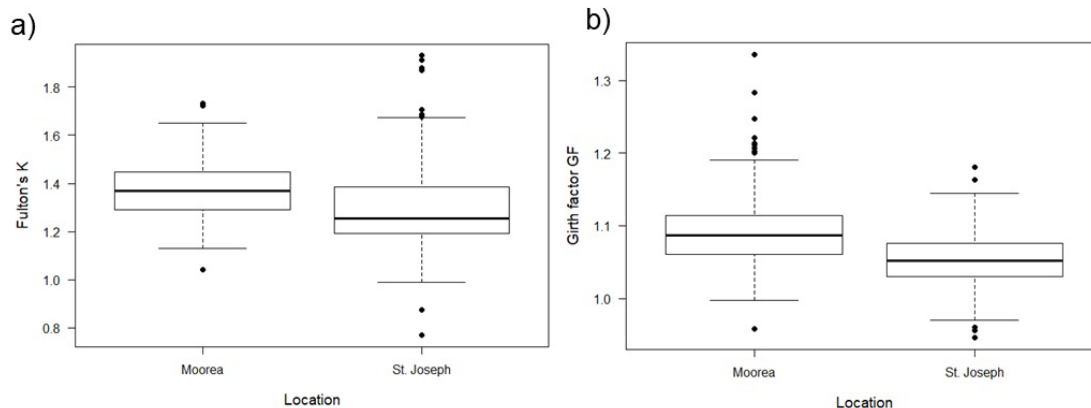 a)
Fulton's K
1.8
1.6
1.4
1.2
1.0
0.8
Moorea
St. Joseph
Location
b)
Girth factor GF
1.3
1.2
1.1
1.0
Moorea
St. Joseph
Location